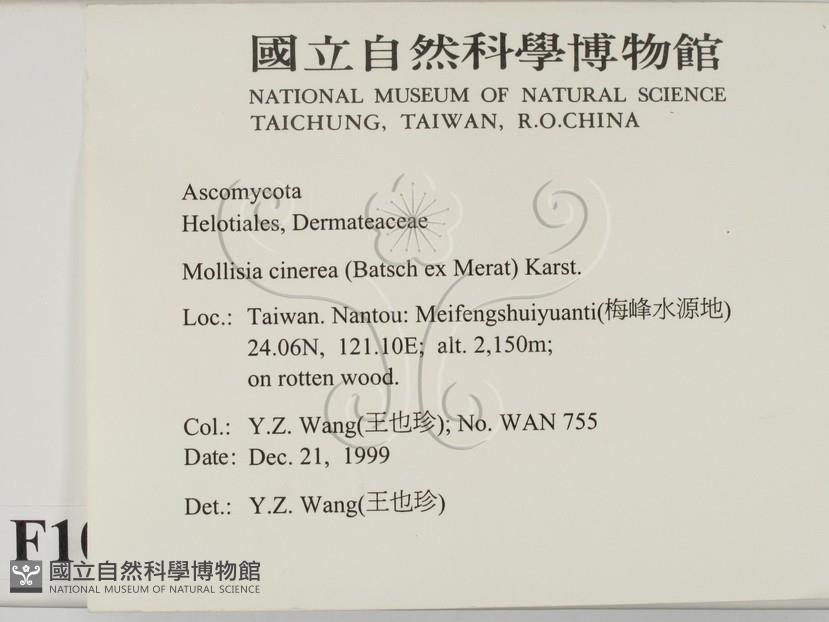 國立自然科學博物館
NATIONAL MUSEUM OF NATURAL SCIENCE
TAICHUNG, TAIWAN, R.O.CHINA
Ascomycota
Helotiales, Dermateaceae
Mollisia cinerea (Batsch ex Merat) Karst.
Loc.: Taiwan. Nantou: Meifengshuiyuanti(梅峰水源地)
24.06N, 121.10E; alt. 2,150m;
on rotten wood.
Col.: Y.Z. Wang(王也珍); No. WAN 755
Date: Dec. 21, 1999
Det.: Y.Z. Wang(王也珍)
國立自然科學博物館
NATIONAL MUSEUM OF NATURAL SCIENCE